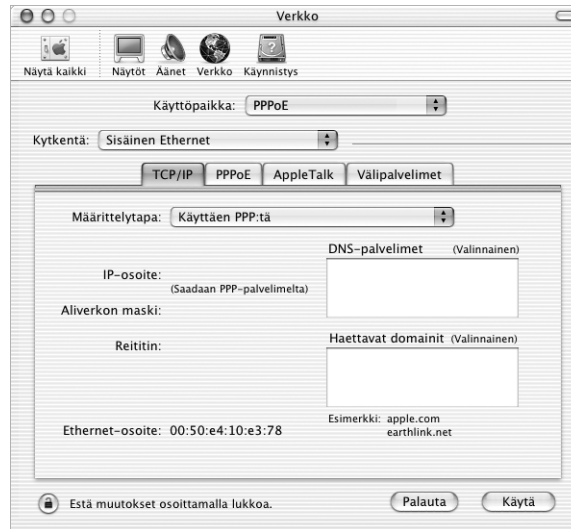 Verkko
Näytä kaikki
Näytöt Äänet Verkko Käynnistys
Käyttöpaikka: PPPoE
Kytkentä: Sisäinen Ethernet
TCP/IP PPPoE AppleTalk Välipalvelimet
Määrittelytapa: Käyttäen PPP:tä
DNS-palvelimet (Valinnainen)
IP-osoite:
(Saadaan PPP-palvelimelta)
Aliverkon maski:
Reititin:
Haettavat domainit (Valinnainen)
Ethernet-osoite: 00:50:e4:10:e3:78
Esimerkki: apple.com
earthlink.net
Estä muutokset osoittamalla lukkoa.
Palauta
Käytä